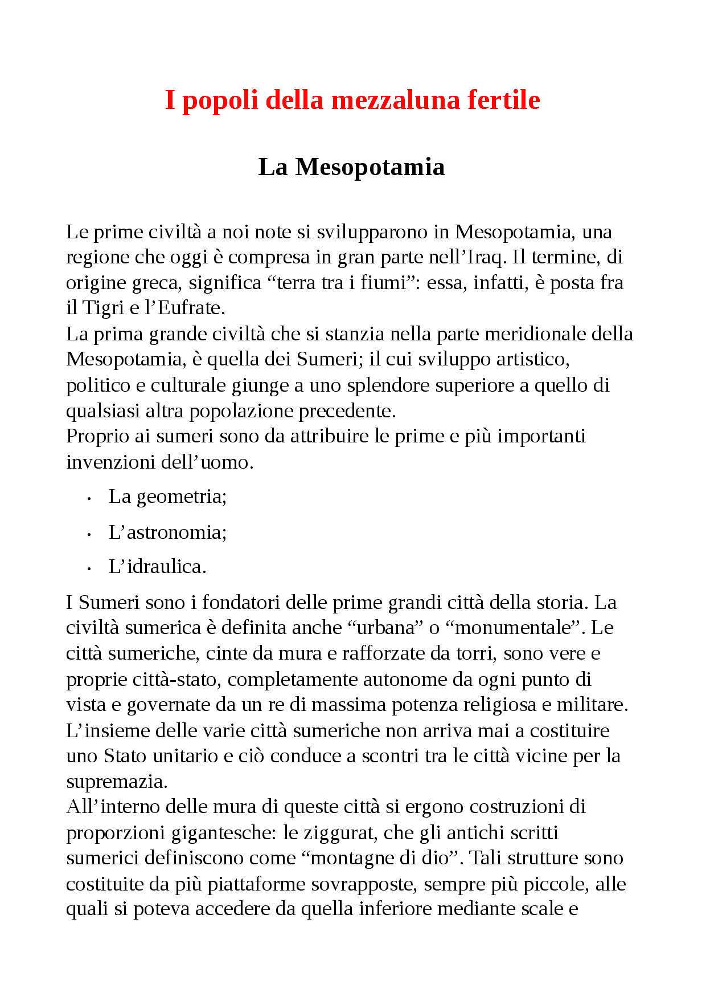 I popoli della mezzaluna fertile
La Mesopotamia
Le prime civiltà a noi note si svilupparono in Mesopotamia, una
regione che oggi è compresa in gran parte nell’Iraq. Il termine, di
origine greca, significa “terra tra i fiumi”: essa, infatti, è posta fra
il Tigri e l’Eufrate.
La prima grande civiltà che si stanzia nella parte meridionale della
Mesopotamia, è quella dei Sumeri; il cui sviluppo artistico,
politico e culturale giunge a uno splendore superiore a quello di
qualsiasi altra popolazione precedente.
Proprio ai sumeri sono da attribuire le prime e più importanti
invenzioni dell’uomo.
• La geometria;
• L’astronomia;
• L’idraulica.
I Sumeri sono i fondatori delle prime grandi città della storia. La
civiltà sumerica è definita anche “urbana” o “monumentale”. Le
città sumeriche, cinte da mura e rafforzate da torri, sono vere e
proprie città-stato, completamente autonome da ogni punto di
vista e governate da un re di massima potenza religiosa e militare.
L’insieme delle varie città sumeriche non arriva mai a costituire
uno Stato unitario e ciò conduce a scontri tra le città vicine per la
supremazia.
All’interno delle mura di queste città si ergono costruzioni di
proporzioni gigantesche: le ziggurat, che gli antichi scritti
sumerici definiscono come “montagne di dio”. Tali strutture sono
costituite da più piattaforme sovrapposte, sempre più piccole, alle
quali si poteva accedere da quella inferiore mediante scale e